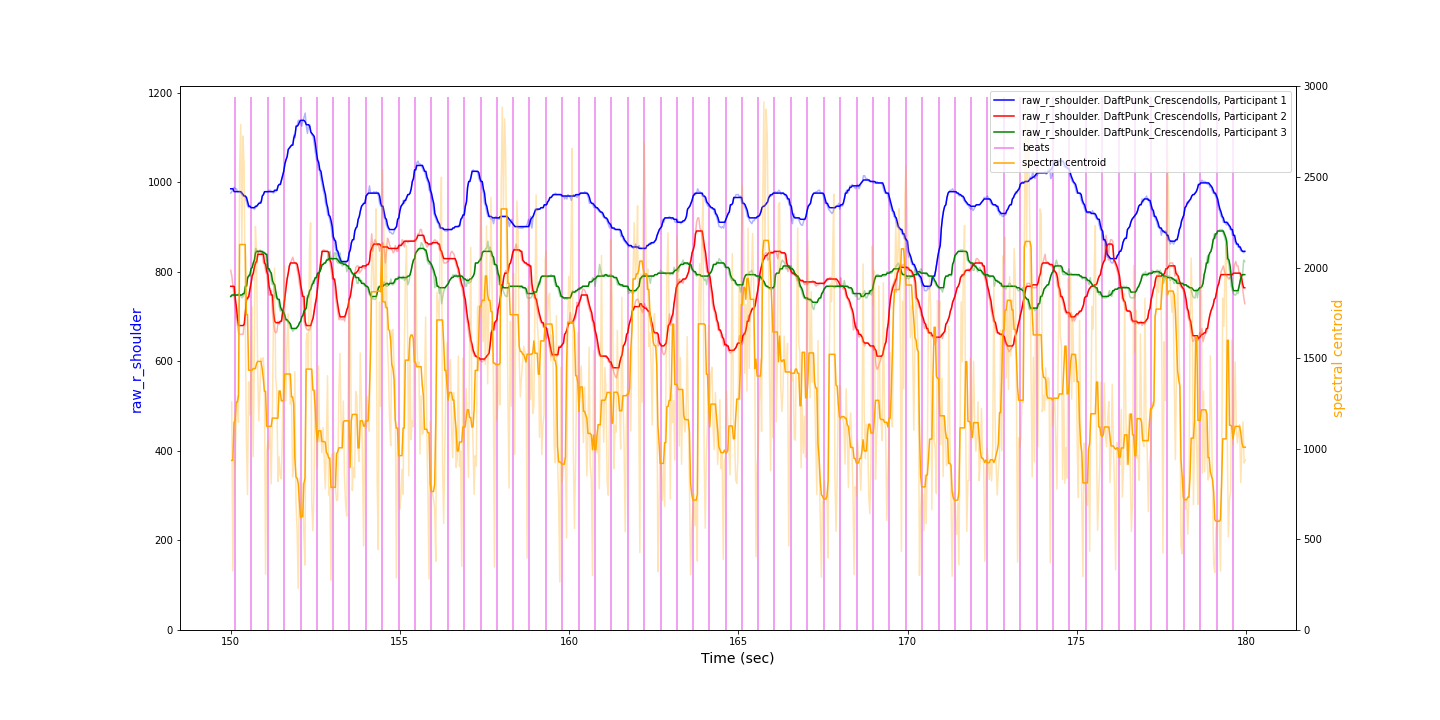 1200
1000
800
600
400
200
0
raw_r_shoulder
150
155
160
165
170
175
180
Time (sec)
3000
2500
2000
1500
1000
500
0
spectral centroid
raw_r_shoulder. DaftPunk_Crescendolls, Participant 1
raw_r_shoulder. DaftPunk_Crescendolls, Participant 2
raw_r_shoulder. DaftPunk_Crescendolls, Participant 3
beats
spectral centroid